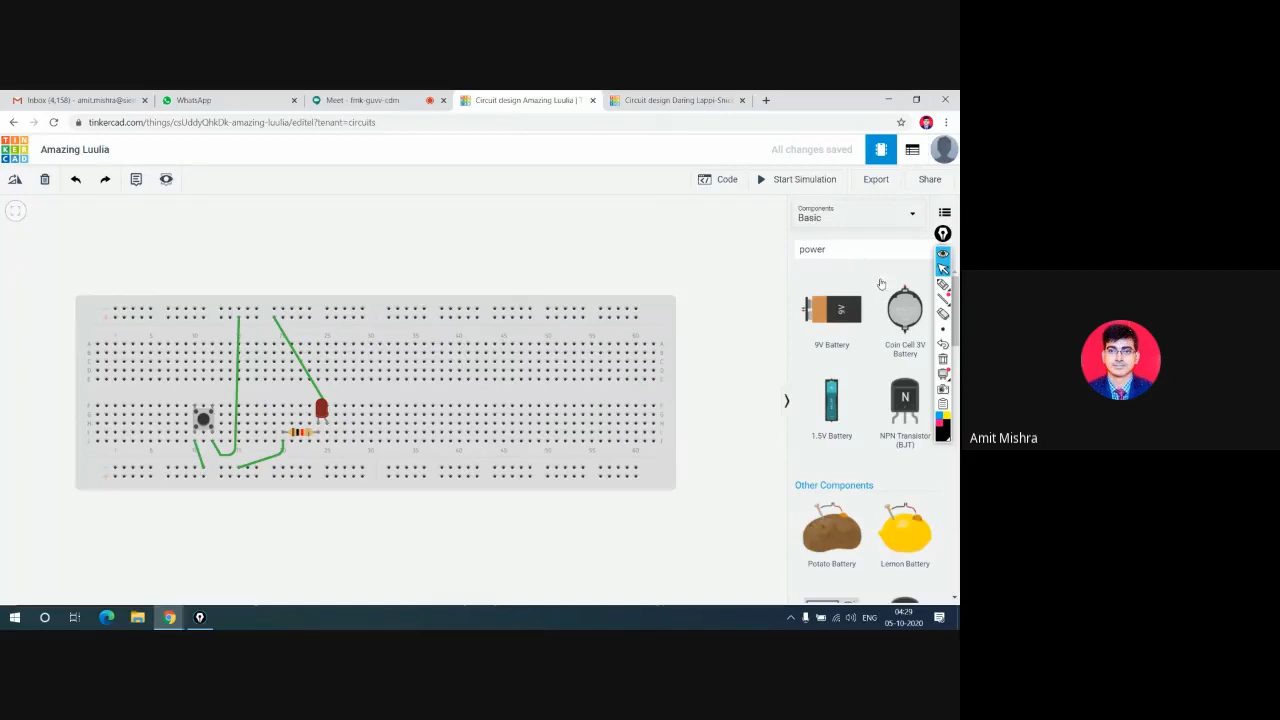 Inbox (4,158) - amit.mishra@sie
WhatsApp
Meet - fmk-guvv-cdm
Circuit design Amazing Luulia | T
Circuit design Daring Lappi-Snic
tinkercad.com/things/csUddyQhkDk-amazing-luulia/editel?tenant=circuits
TIN
KER
CAD
Amazing Luulia
All changes saved
Code
Start Simulation
Export
Share
Components
Basic
power
9V
9V Battery
Coin Cell 3V Battery
N
1.5V Battery
NPN Transistor (BJT)
Other Components
Potato Battery
Lemon Battery
Amit Mishra
ENG
04:29
05-10-2020